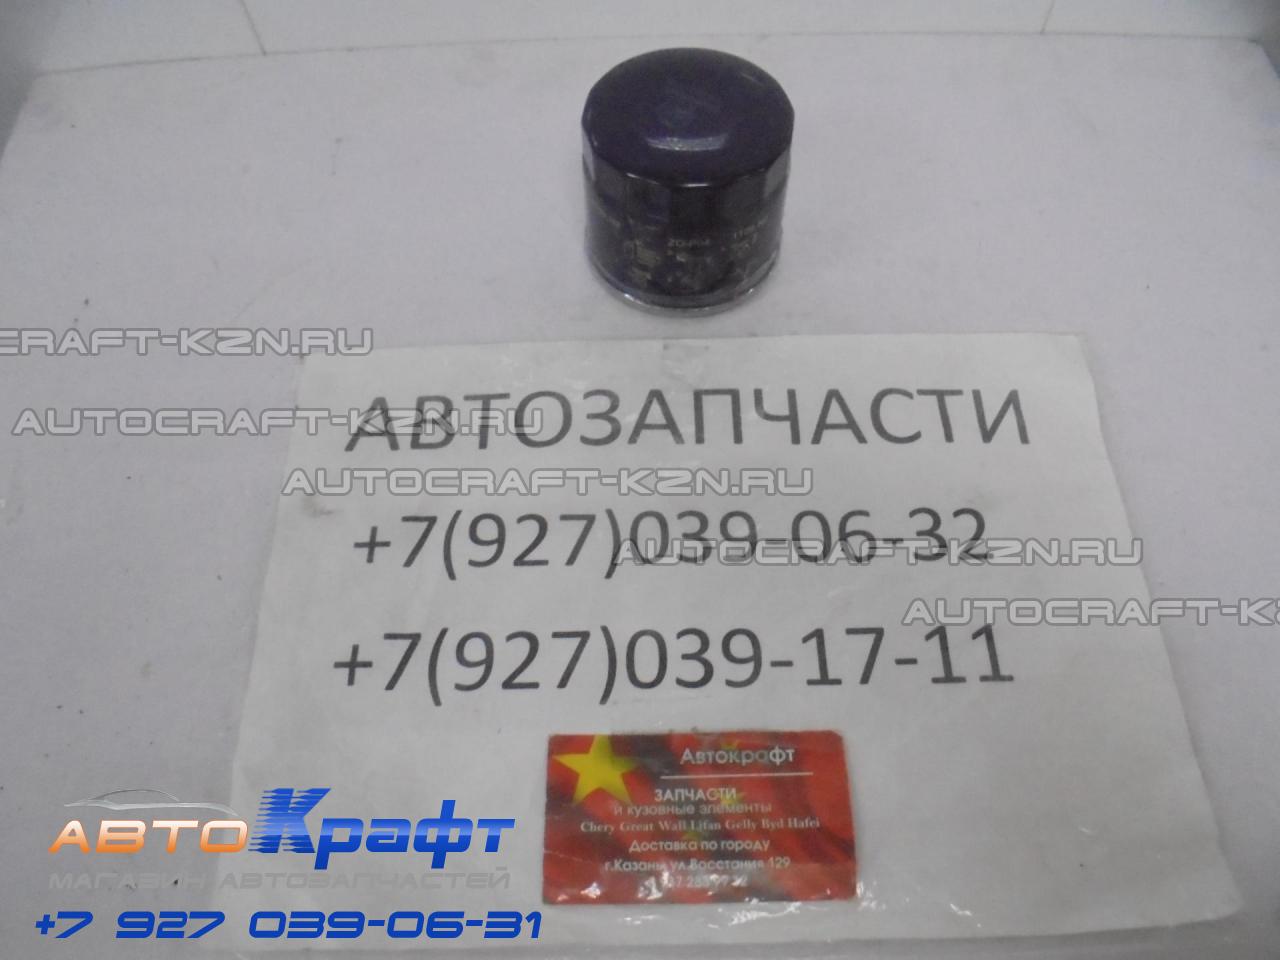 CRAFT-KZN.RU
АВТОЗАПЧАСТИ
AUTOCRAFT-KZN.RU
AUTOCRAFT-KZN.RU
+7(927)039-06-32
AUTOCRAFT-KZN.RU
AUTOCRAFT-KZ
+7(927)039-17-11
Автокрафт
ЗАПЧАСТИ
и кузовные элементы
Chery Great Wall Lifan Gelly Byd Hafei
Доставка по городу
г.Казань ул.Восстания 129
АВТОКрафт
МАГАЗИН АВТОЗАПЧАСТЕЙ
+7 927 039-06-31